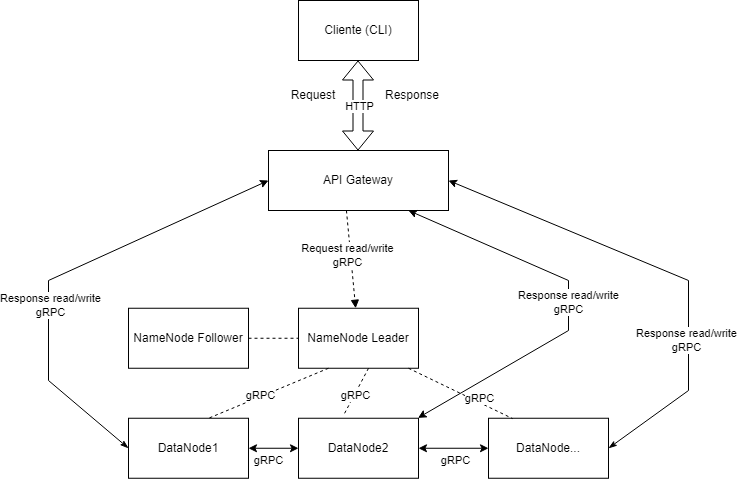 Cliente (CLI)
Request
Response
HTTP
API Gateway
Request read/write
gRPC
Response read/write
gRPC
Response read/write
gRPC
Response read/write
gRPC
NameNode Follower
NameNode Leader
gRPC
gRPC
gRPC
DataNode1
gRPC
DataNode2
gRPC
DataNode...